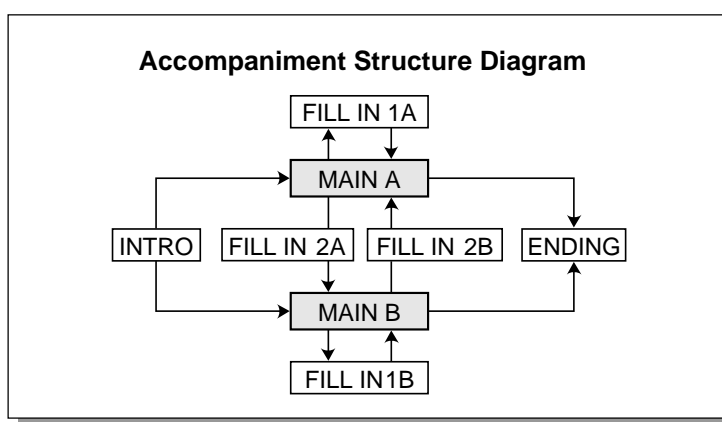 Accompaniment Structure Diagram
FILL IN 1A
MAIN A
INTRO
FILL IN 2A
FILL IN 2B
ENDING
MAIN B
FILL IN1B